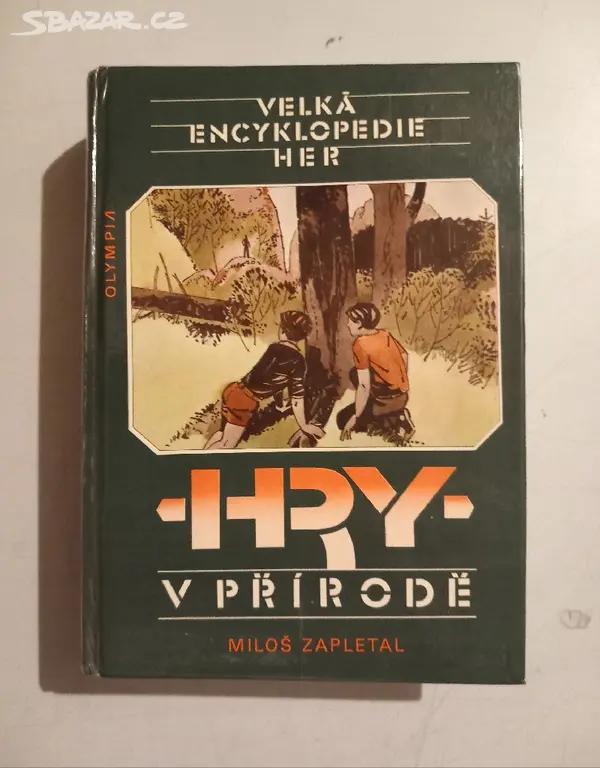 SBAZAR.CZ
VELKÁ
ENCYKLOPEDIE
HER
OLYMPIA
HRY
V PŘÍRODĚ
MILOŠ ZAPLETAL